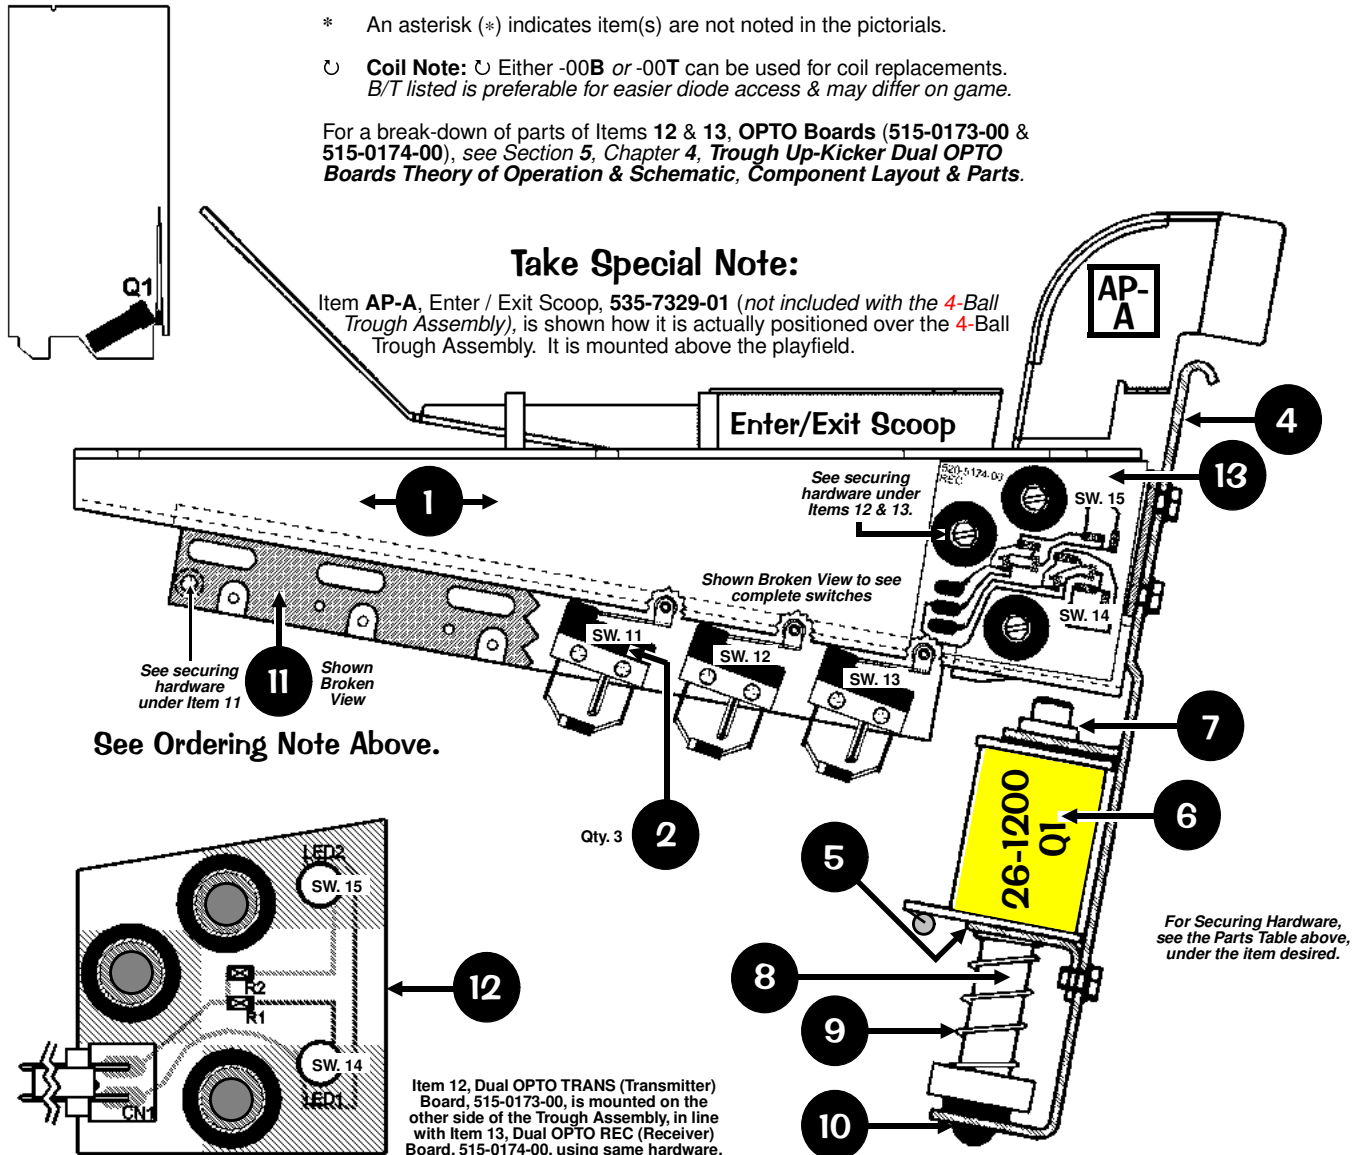 * An asterisk (*) indicates item(s) are not noted in the pictorials.
↻ Coil Note: ↻ Either -00B or -00T can be used for coil replacements.
B/T listed is preferable for easier diode access & may differ on game.
For a break-down of parts of Items 12 & 13, OPTO Boards (515-0173-00 &
515-0174-00), see Section 5, Chapter 4, Trough Up-Kicker Dual OPTO
Boards Theory of Operation & Schematic, Component Layout & Parts.
Q1
Take Special Note:
Item AP-A, Enter / Exit Scoop, 535-7329-01 (not included with the 4-Ball
Trough Assembly), is shown how it is actually positioned over the 4-Ball
Trough Assembly. It is mounted above the playfield.
AP-
A
Enter/Exit Scoop
4
13
1
See securing
hardware under
Items 12 & 13.
520-5174-00
REC
SW. 15
SW. 14
Shown Broken View to see
complete switches
SW. 11
SW. 12
SW. 13
See securing
hardware
under Item 11
11
Shown
Broken
View
See Ordering Note Above.
7
26-1200
Q1
6
Qty. 3
2
5
For Securing Hardware,
see the Parts Table above,
under the item desired.
LED2
SW. 15
R2
R1
12
SW. 14
LED1
CN1
8
9
10
Item 12, Dual OPTO TRANS (Transmitter)
Board, 515-0173-00, is mounted on the
other side of the Trough Assembly, in line
with Item 13, Dual OPTO REC (Receiver)
Board, 515-0174-00, using same hardware.